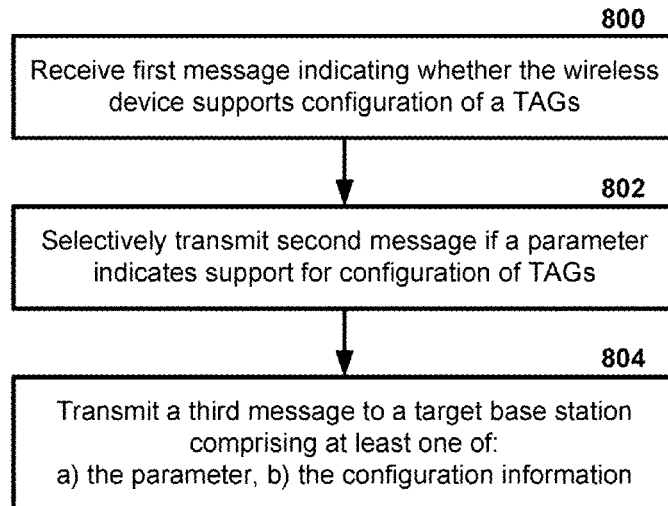 800
Receive first message indicating whether the wireless
device supports configuration of a TAGs
802
Selectively transmit second message if a parameter
indicates support for configuration of TAGs
804
Transmit a third message to a target base station
comprising at least one of:
a) the parameter, b) the configuration information